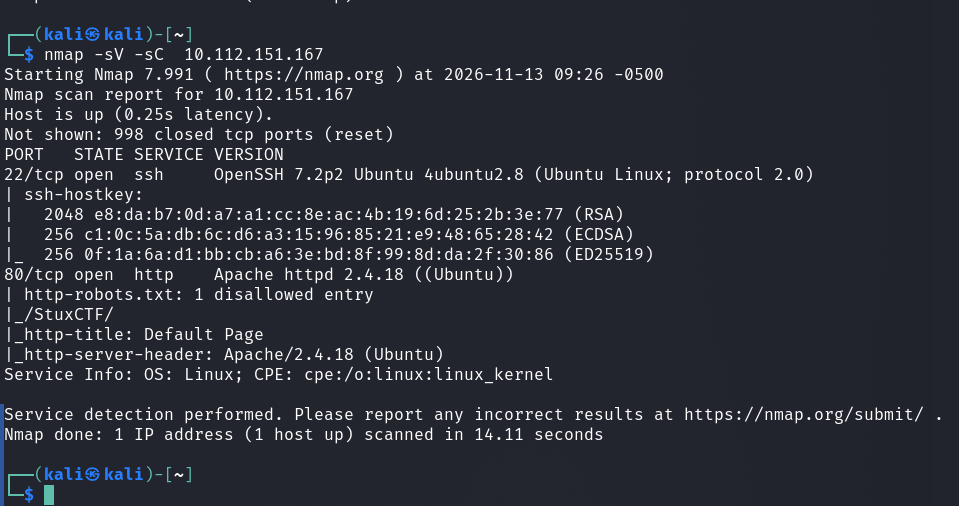 ┌──(kali㉿kali)-[~]
└─$ nmap -sV -sC  10.112.151.167
Starting Nmap 7.991 ( https://nmap.org ) at 2026-11-13 09:26 -0500
Nmap scan report for 10.112.151.167
Host is up (0.25s latency).
Not shown: 998 closed tcp ports (reset)
PORT   STATE SERVICE VERSION
22/tcp open  ssh     OpenSSH 7.2p2 Ubuntu 4ubuntu2.8 (Ubuntu Linux; protocol 2.0)
| ssh-hostkey:
|   2048 e8:da:b7:0d:a7:a1:cc:8e:ac:4b:19:6d:25:2b:3e:77 (RSA)
|   256 c1:0c:5a:db:6c:d6:a3:15:96:85:21:e9:48:65:28:42 (ECDSA)
|_  256 0f:1a:6a:d1:bb:cb:a6:3e:bd:8f:99:8d:da:2f:30:86 (ED25519)
80/tcp open  http    Apache httpd 2.4.18 ((Ubuntu))
| http-robots.txt: 1 disallowed entry
|_/StuxCTF/
|_http-title: Default Page
|_http-server-header: Apache/2.4.18 (Ubuntu)
Service Info: OS: Linux; CPE: cpe:/o:linux:linux_kernel

Service detection performed. Please report any incorrect results at https://nmap.org/submit/ .
Nmap done: 1 IP address (1 host up) scanned in 14.11 seconds

┌──(kali㉿kali)-[~]
└─$